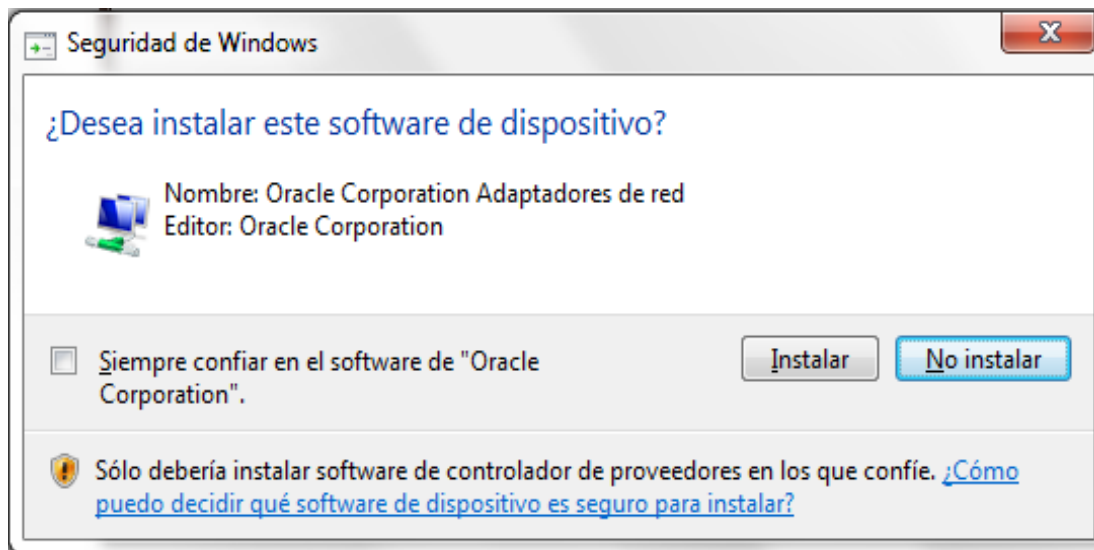 Seguridad de Windows
¿Desea instalar este software de dispositivo?
Nombre: Oracle Corporation Adaptadores de red
Editor: Oracle Corporation
Siempre confiar en el software de "Oracle
Corporation".
Instalar
No instalar
Sólo debería instalar software de controlador de proveedores en los que confíe. ¿Cómo
puedo decidir qué software de dispositivo es seguro para instalar?